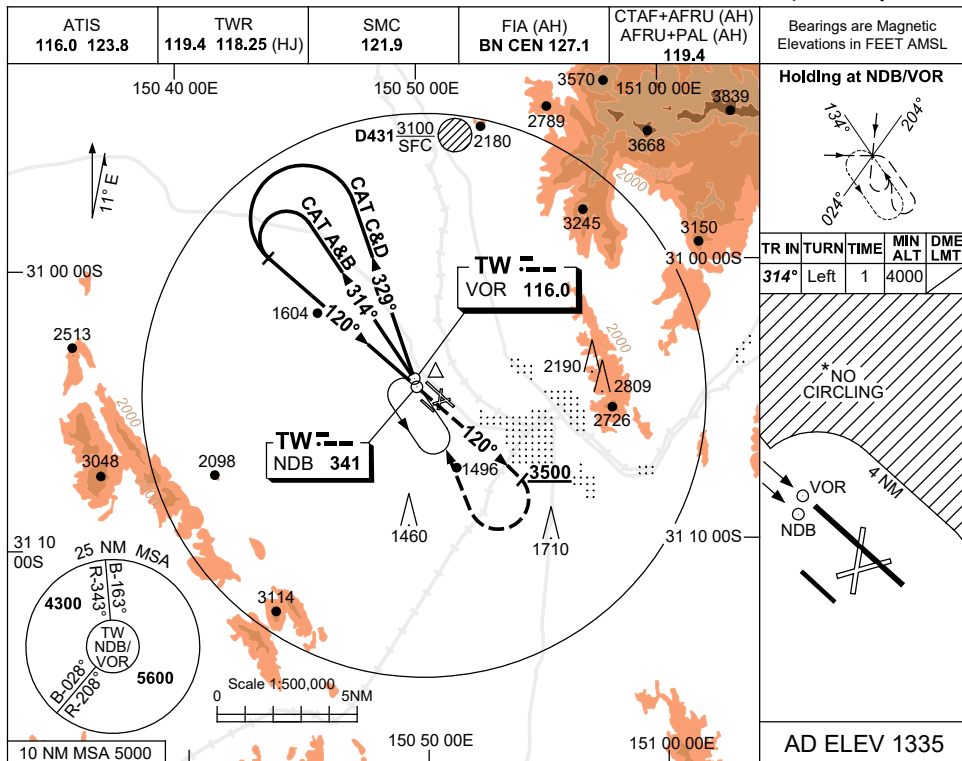 ATIS
116.0 123.8
TWR
119.4 118.25 (HJ)
SMC
121.9
FIA (AH)
BN CEN 127.1
CTAF+AFRU (AH)
AFRU+PAL (AH)
119.4
Bearings are Magnetic
Elevations in FEET AMSL
150 40 00E
150 50 00E
151 00 00E
3570
3839
2789
3668
D431 3100
SFC
2180
2000
11° E
CAT C&D
CAT A&B
3245
3150
31 00 00S
31 00 00S
314°
329°
120°
1604
TW
VOR 116.0
2513
2000
2000
2190
2809
2726
TW
NDB 341
120°
3048
2098
1496
3500
1460
1710
31 10
00S
31 10 00S
25 NM MSA
R-343°
B-163°
4300
TW
NDB/
VOR
5600
B-028°
R-208°
3114
Scale 1:500,000
0
5NM
10 NM MSA 5000
150 50 00E
151 00 00E
Holding at NDB/VOR
134°
204°
024°
TR IN
TURN
TIME
MIN
ALT
DME
LMT
314°
Left
1
4000
*NO
CIRCLING
4 NM
VOR
NDB
AD ELEV 1335